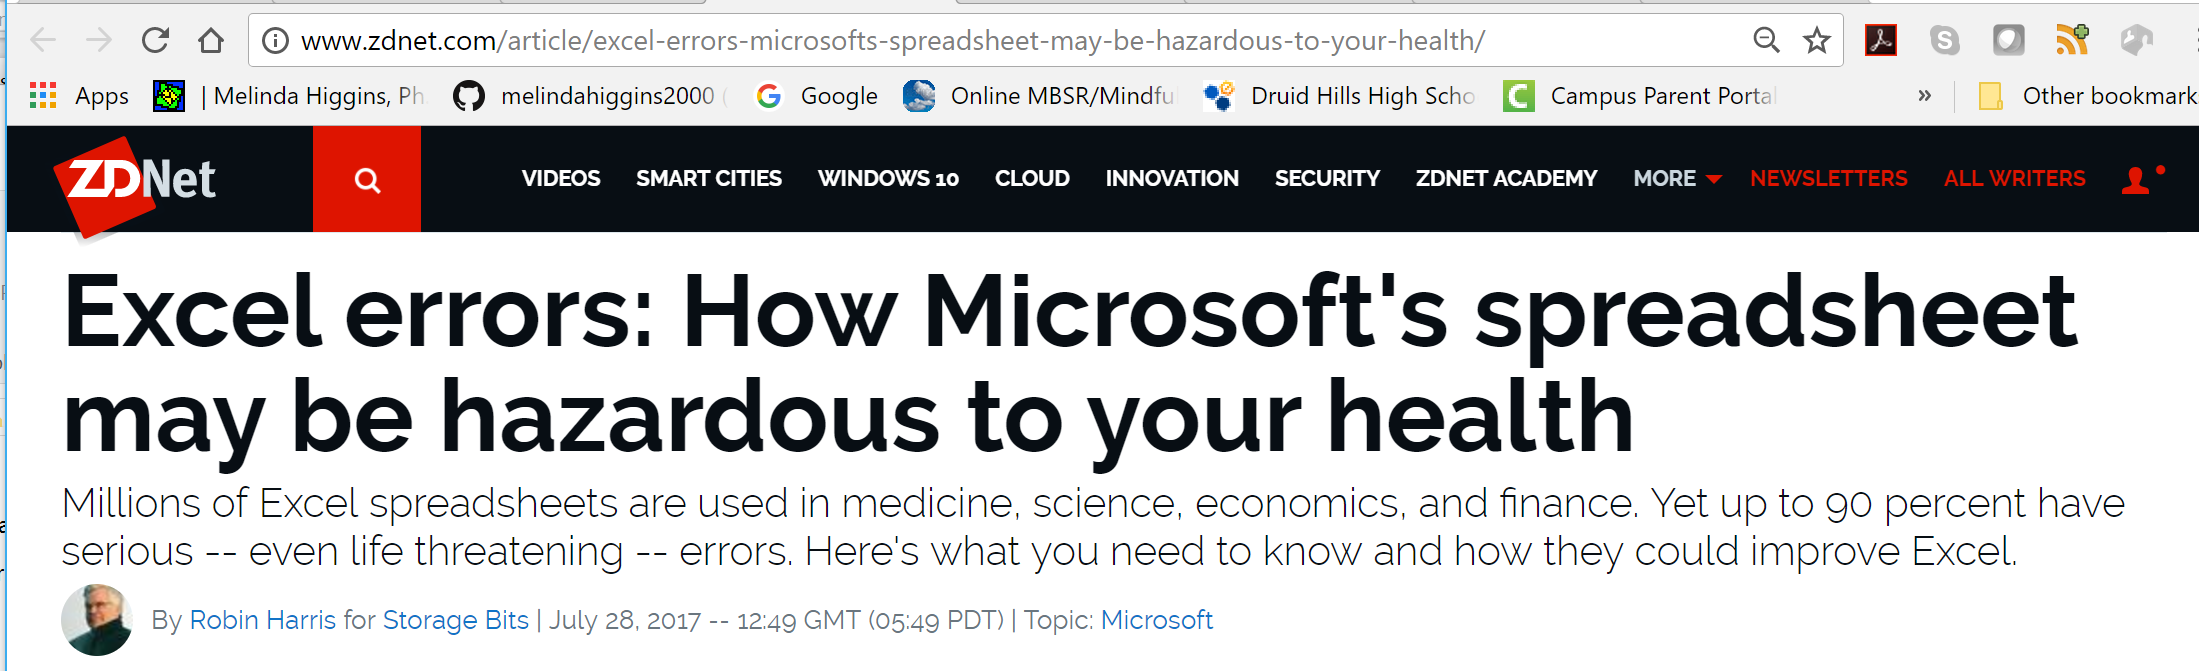 www.zdnet.com/article/excel-errors-microsofts-spreadsheet-may-be-hazardous-to-your-health/
Apps | Melinda Higgins, Ph melindahiggins2000 Google Online MBSR/Mindfu Druid Hills High Scho Campus Parent Portal » Other bookmark
ZDNet VIDEOS SMART CITIES WINDOWS 10 CLOUD INNOVATION SECURITY ZDNET ACADEMY MORE NEWSLETTERS ALL WRITERS
Excel errors: How Microsoft's spreadsheet
may be hazardous to your health
Millions of Excel spreadsheets are used in medicine, science, economics, and finance. Yet up to 90 percent have
serious -- even life threatening -- errors. Here's what you need to know and how they could improve Excel.
By Robin Harris for Storage Bits | July 28, 2017 -- 12:49 GMT (05:49 PDT) | Topic: Microsoft